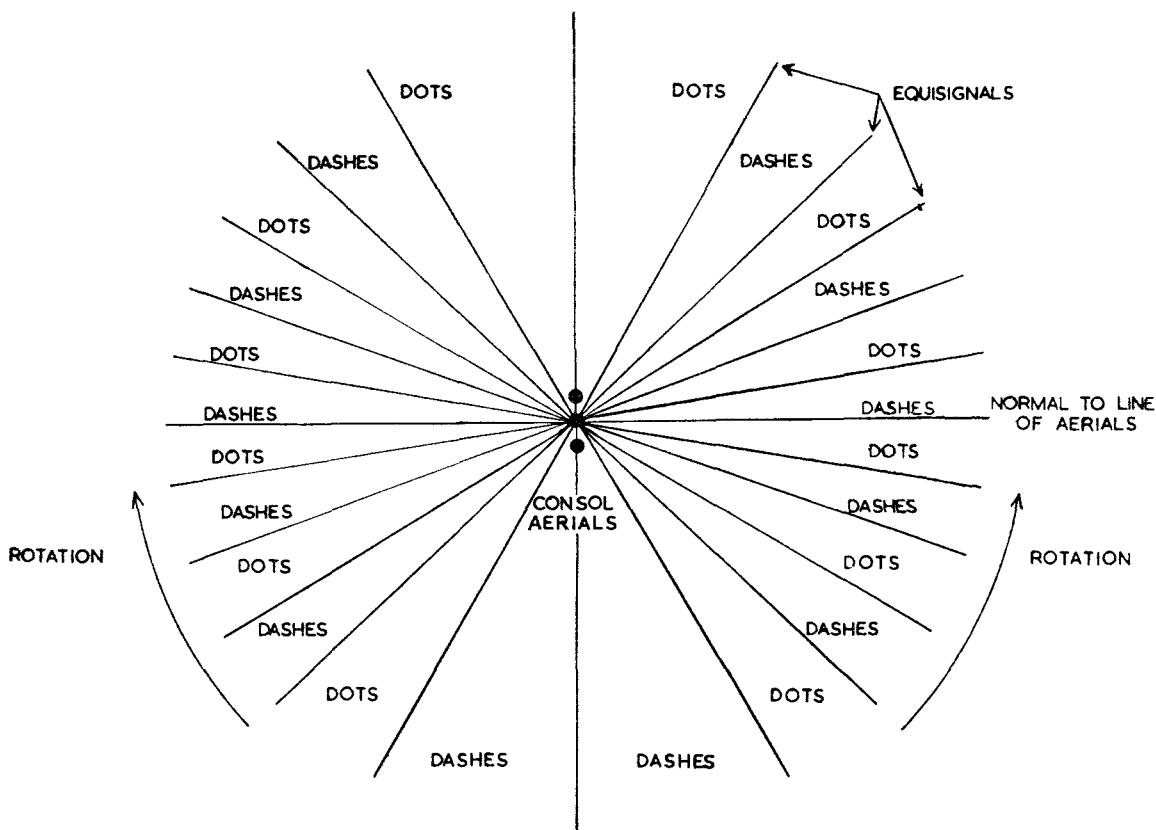 DOTS
DOTS
EQUISIGNALS
DASHES
DASHES
DOTS
DOTS
DASHES
DASHES
DOTS
DOTS
DASHES
DASHES
NORMAL TO LINE
OF AERIALS
DOTS
DOTS
CONSOL
AERIALS
DASHES
DASHES
ROTATION
DOTS
DOTS
ROTATION
DASHES
DASHES
DOTS
DOTS
DASHES
DASHES